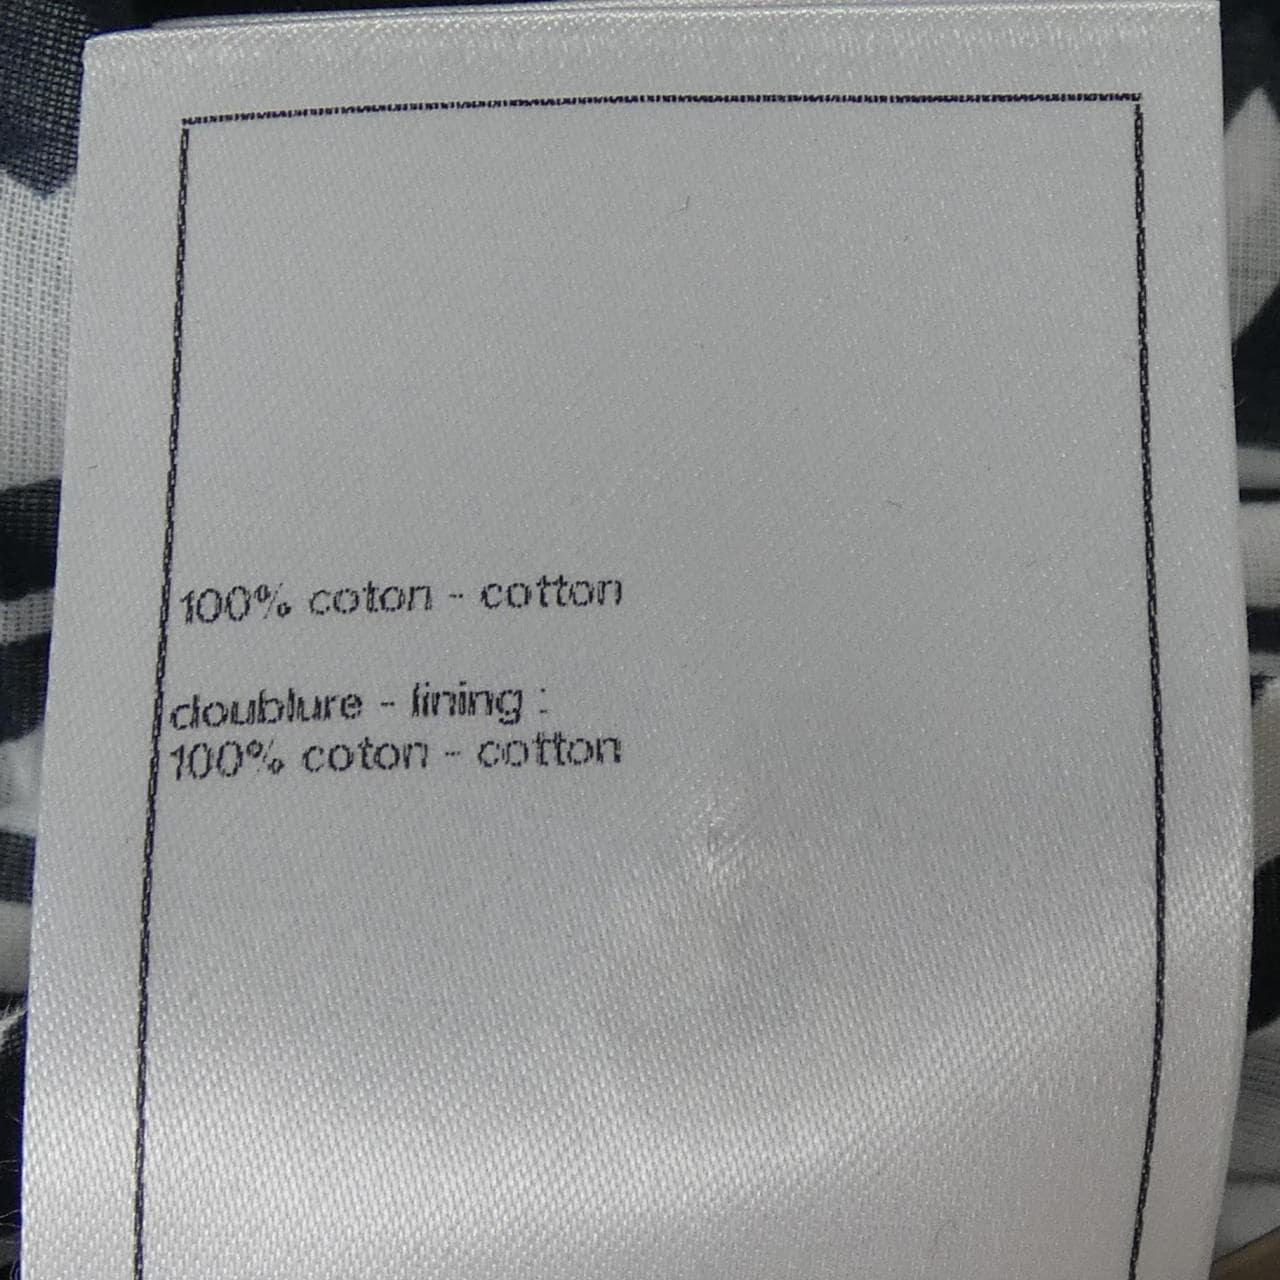 100% coton - cotton
doublure - lining :
100% coton - cotton